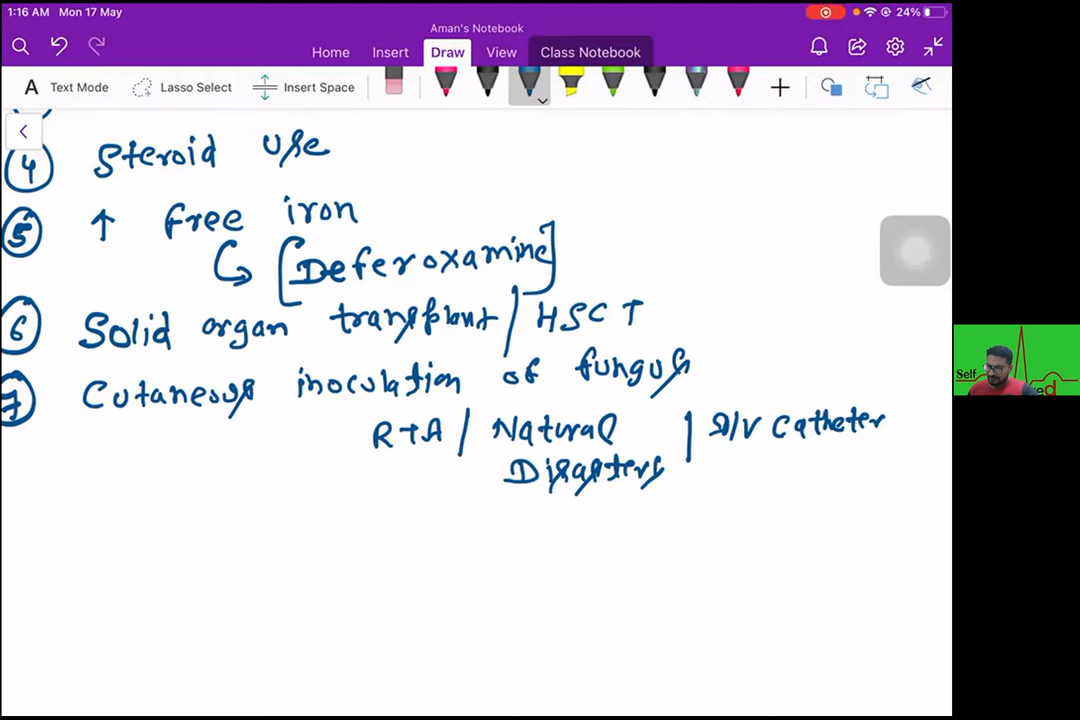 1:16 AM Mon 17 May
24%
Aman's Notebook
Home Insert Draw View Class Notebook
A Text Mode Lasso Select Insert Space
4 Steroid use
5 ↑ free iron
[Deferoxamine]
6 Solid organ transplant / HSCT
7 Cutaneous inoculation of fungus
RTA / Natural | I/V Catheter
Disasters
Self
ed